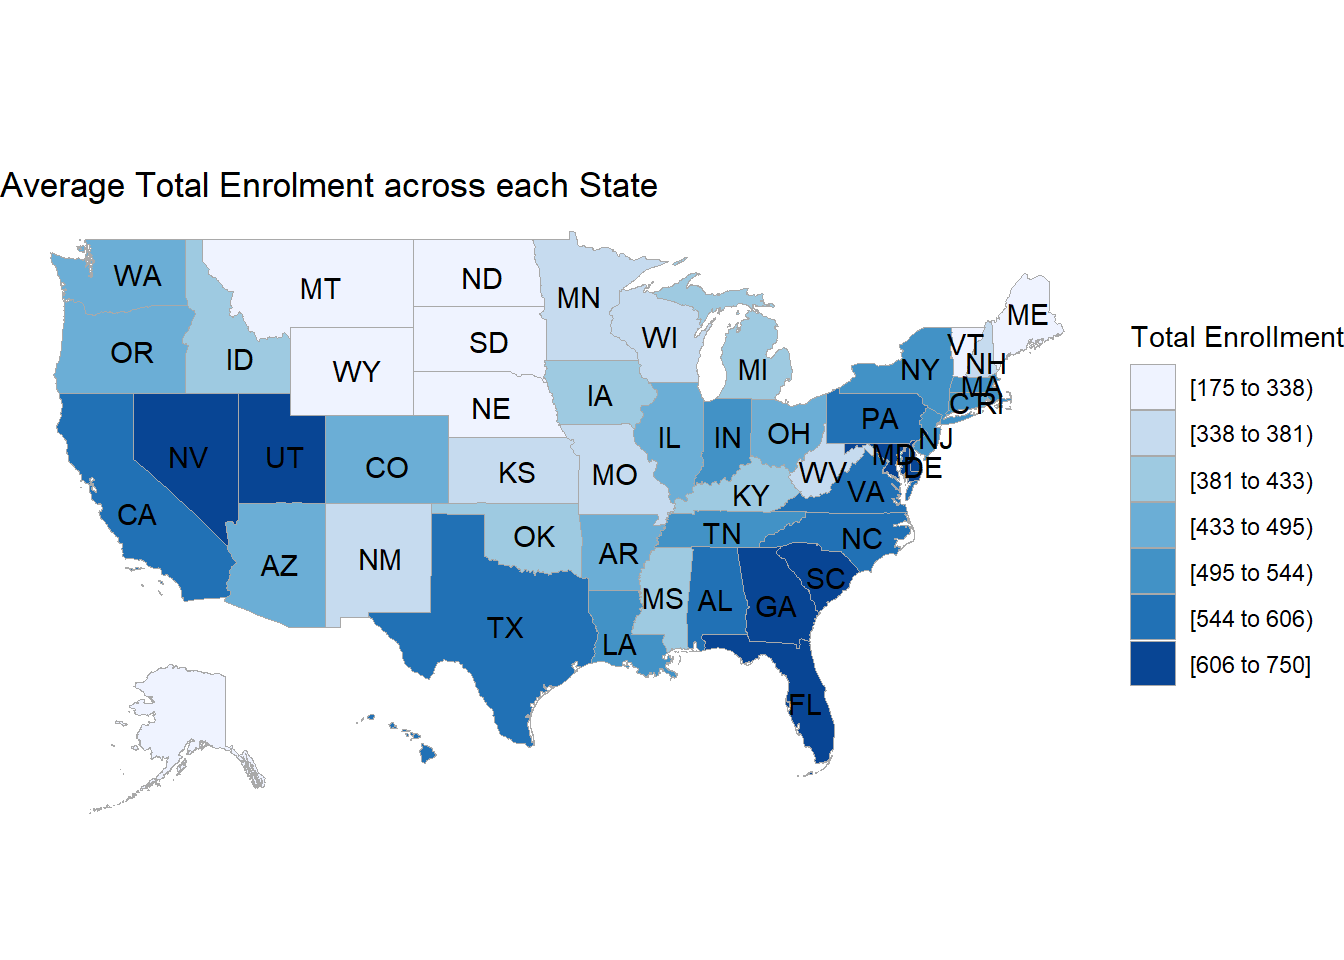 Average Total Enrolment across each State
WA
MT
ND
MN
ME
OR
ID
SD
WI
VT
NH
WY
MI
NY
MA
NE
IA
C RI
PA
NV
UT
CO
KS
MO
IL
IN
OH
NJ
MD
DE
WV
KY
VA
CA
AZ
NM
OK
AR
TN
NC
MS
AL
GA
SC
TX
LA
FL
Total Enrollment
[175 to 338)
[338 to 381)
[381 to 433)
[433 to 495)
[495 to 544)
[544 to 606)
[606 to 750]